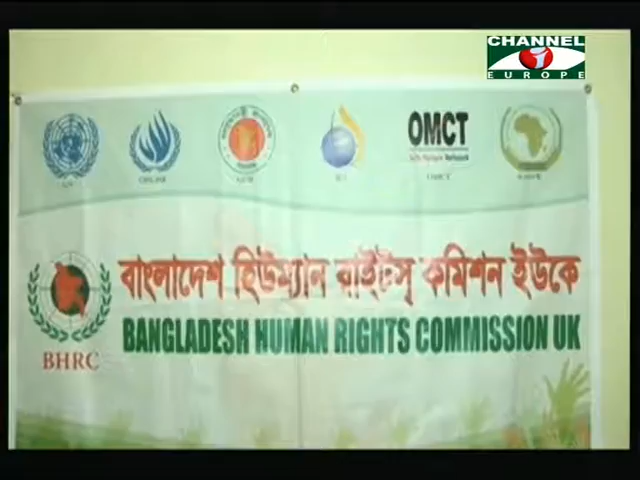 CHANNEL
i
EUROPE
OMCT
বাংলাদেশ হিউম্যান রাইটস্ কমিশন ইউকে
BANGLADESH HUMAN RIGHTS COMMISSION UK
BHRC